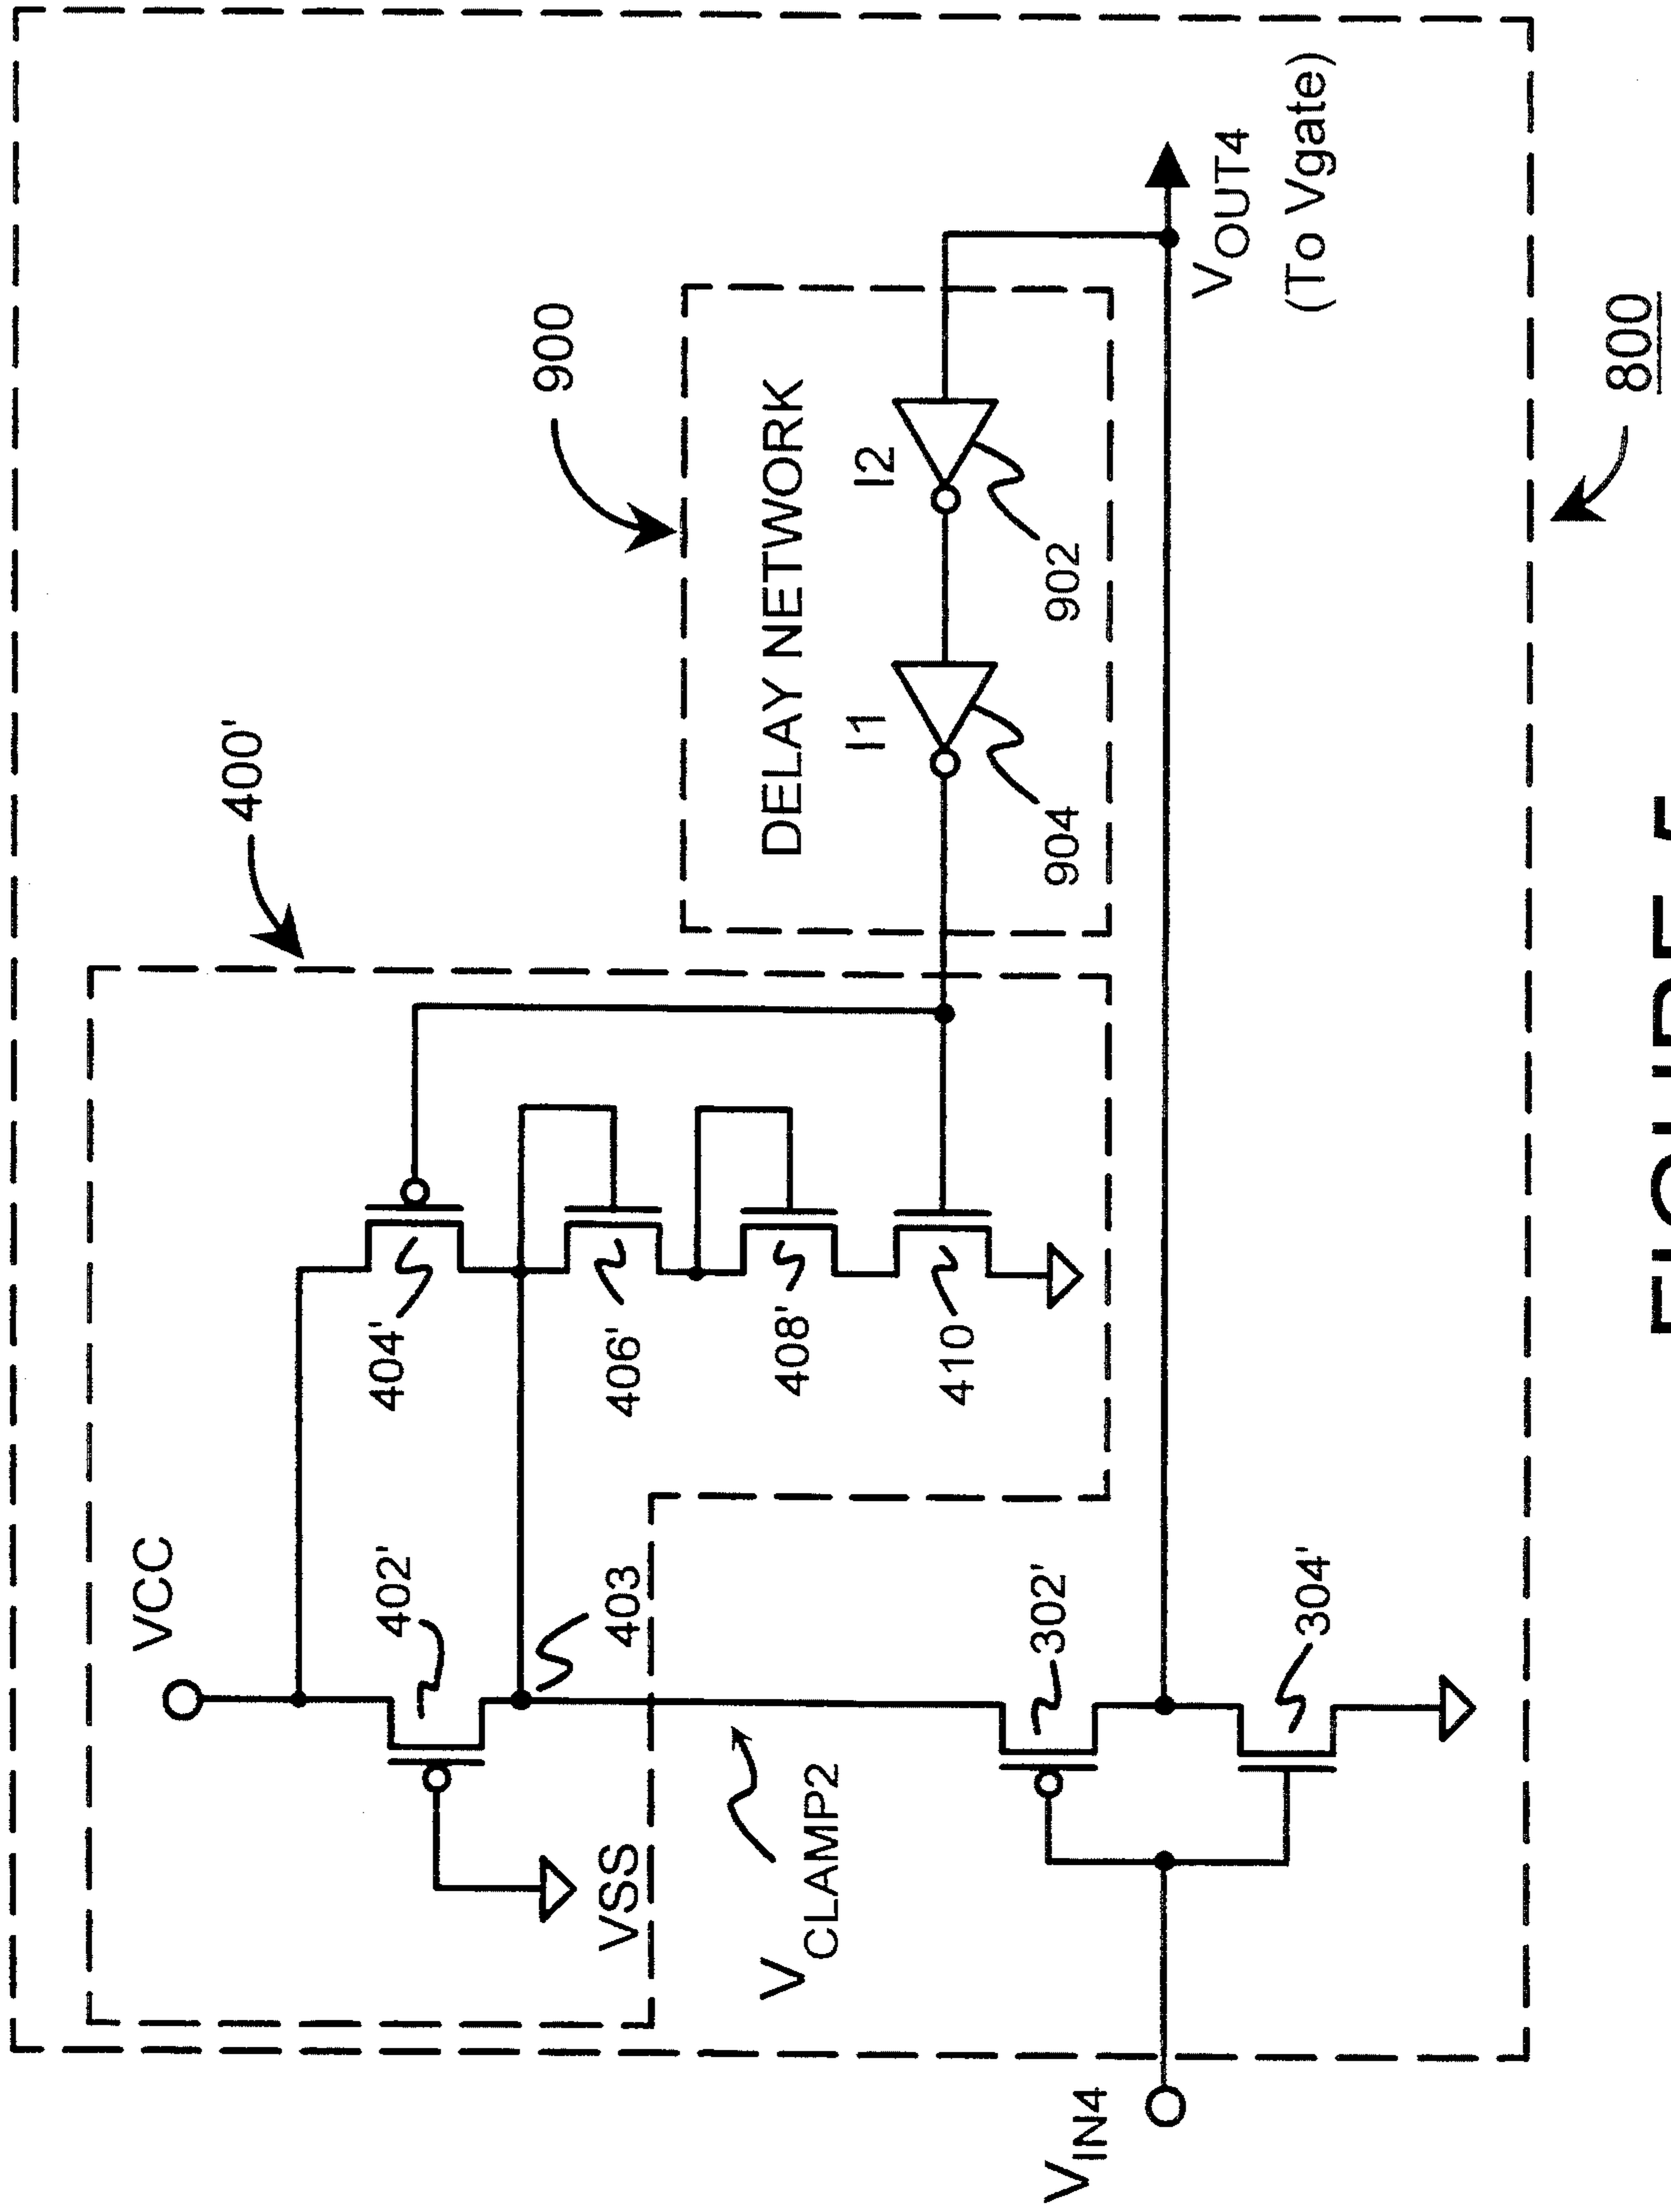 VCC
402'
VSS
403
V CLAMP2
404'
406'
408'
410
400'
900
DELAY NETWORK
I1
I2
904
902
302'
304'
VIN4
VOUT4
(To Vgate)
800